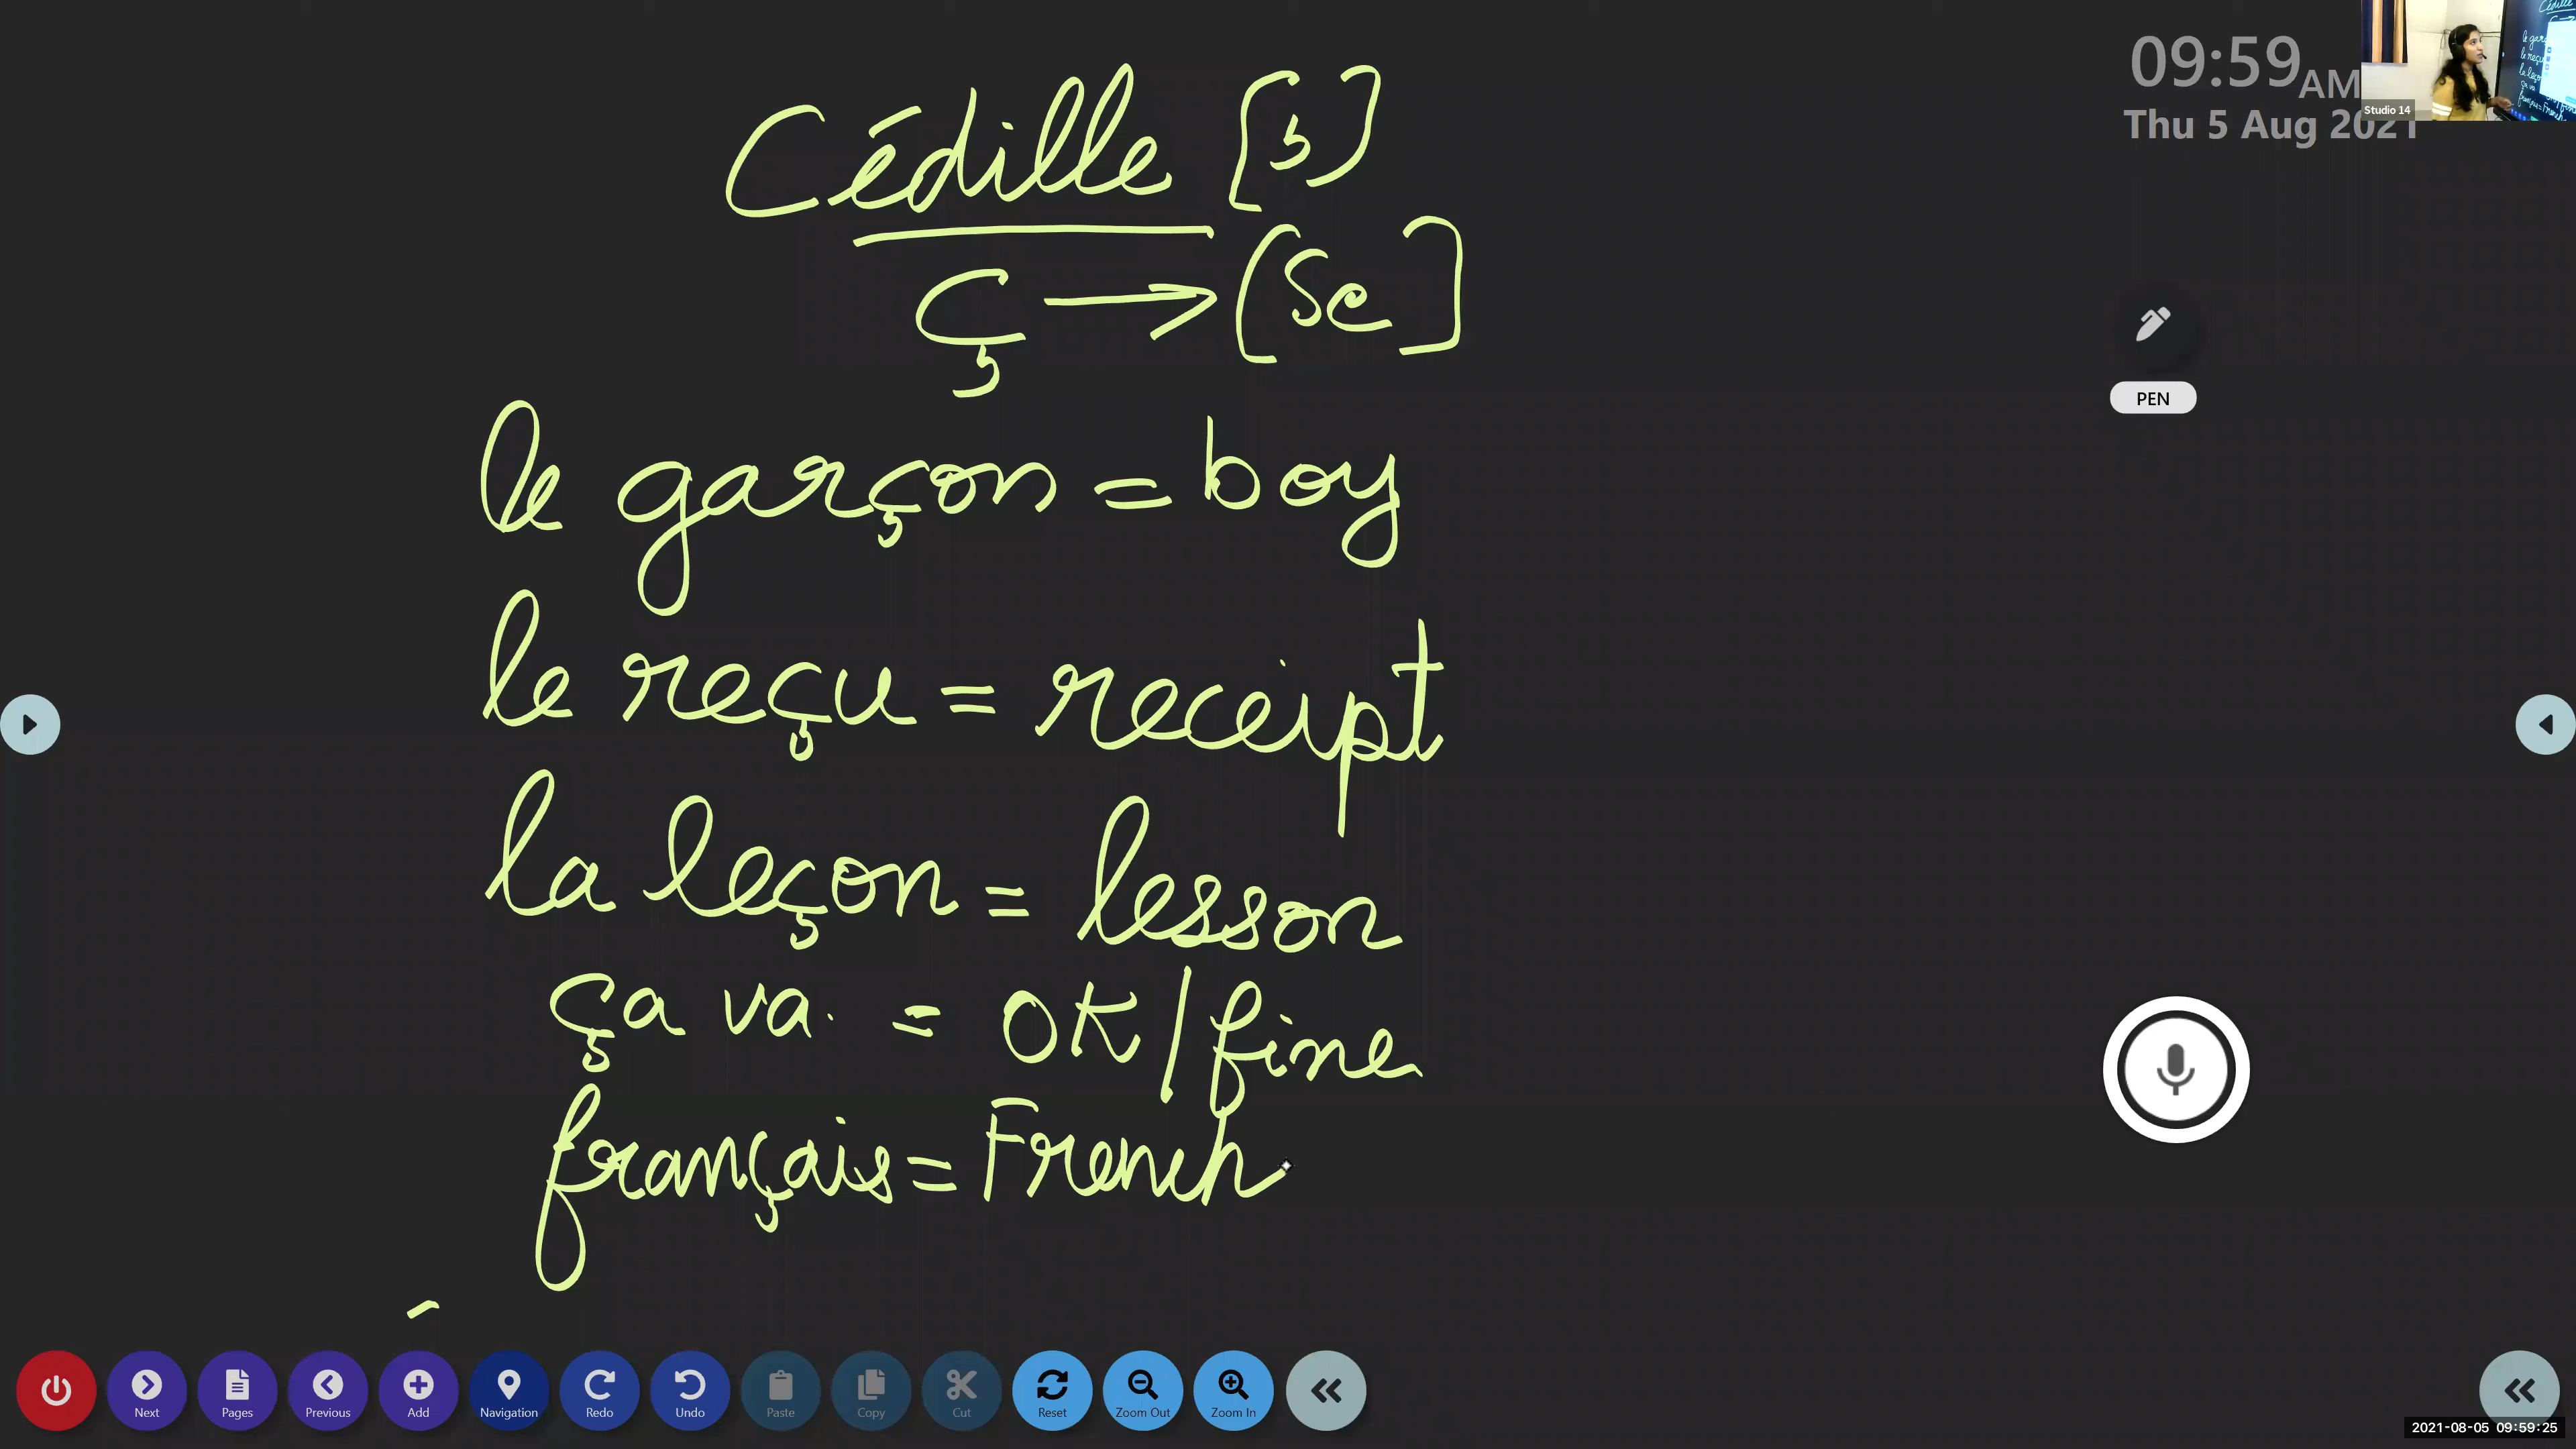 Cédille [¸]
Ç → [Se]
le garçon = boy
le reçu = receipt
la leçon = lesson
ça va. = OK/fine
français = French
09:59 AM
Thu 5 Aug 2021
Studio 14
PEN
Next
Pages
Previous
Add
Navigation
Redo
Undo
Paste
Copy
Cut
Reset
Zoom Out
Zoom In
2021-08-05 09:59:25